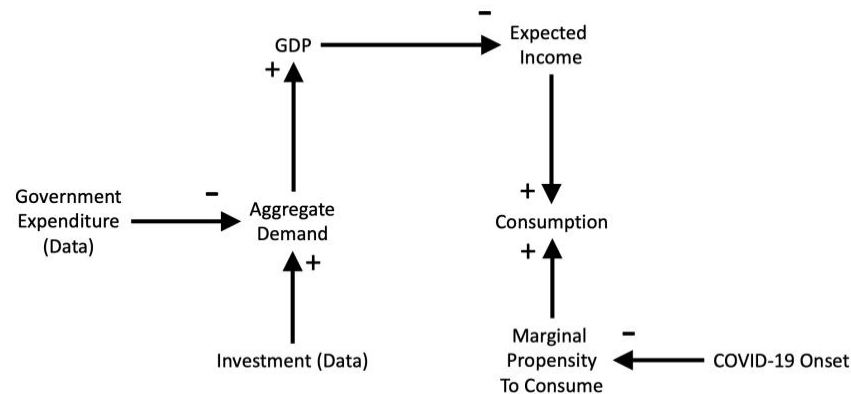 -
GDP
Expected
Income
+
Government
Expenditure
(Data)
-
Aggregate
Demand
+
Consumption
+
+
Investment (Data)
Marginal
Propensity
To Consume
-
COVID-19 Onset